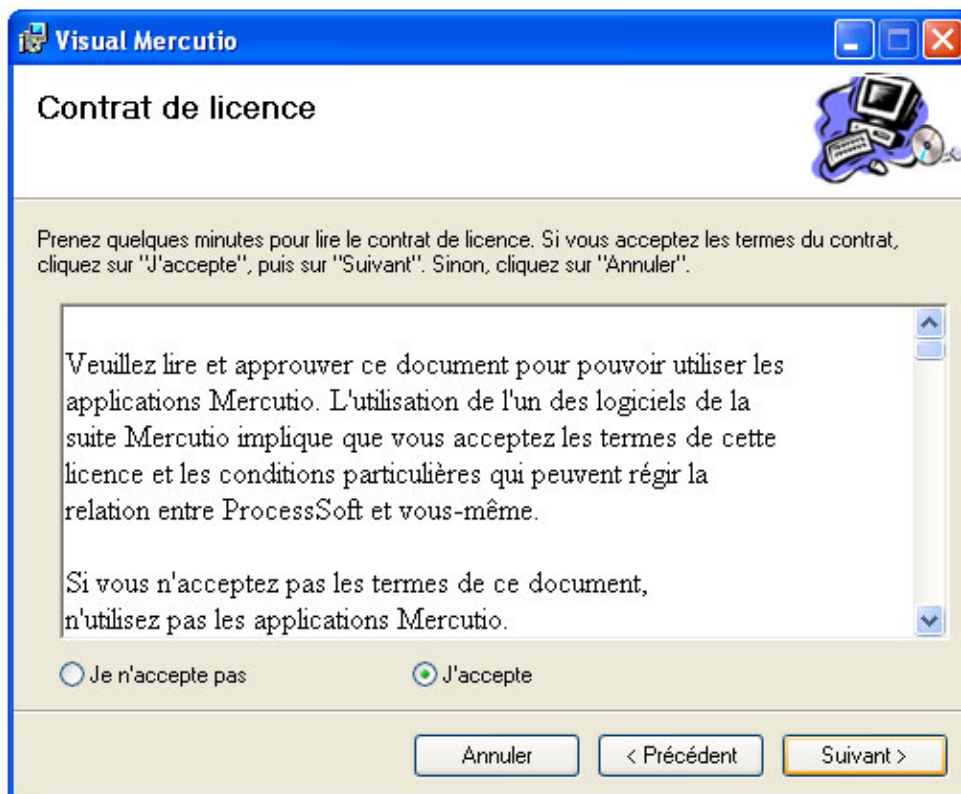 Visual Mercutio
Contrat de licence
Prenez quelques minutes pour lire le contrat de licence. Si vous acceptez les termes du contrat,
cliquez sur "J'accepte", puis sur "Suivant". Sinon, cliquez sur "Annuler".
Veuillez lire et approuver ce document pour pouvoir utiliser les
applications Mercutio. L'utilisation de l'un des logiciels de la
suite Mercutio implique que vous acceptez les termes de cette
licence et les conditions particulières qui peuvent régir la
relation entre ProcessSoft et vous-même.
Si vous n'acceptez pas les termes de ce document,
n'utilisez pas les applications Mercutio.
Je n'accepte pas J'accepte
Annuler < Précédent Suivant >